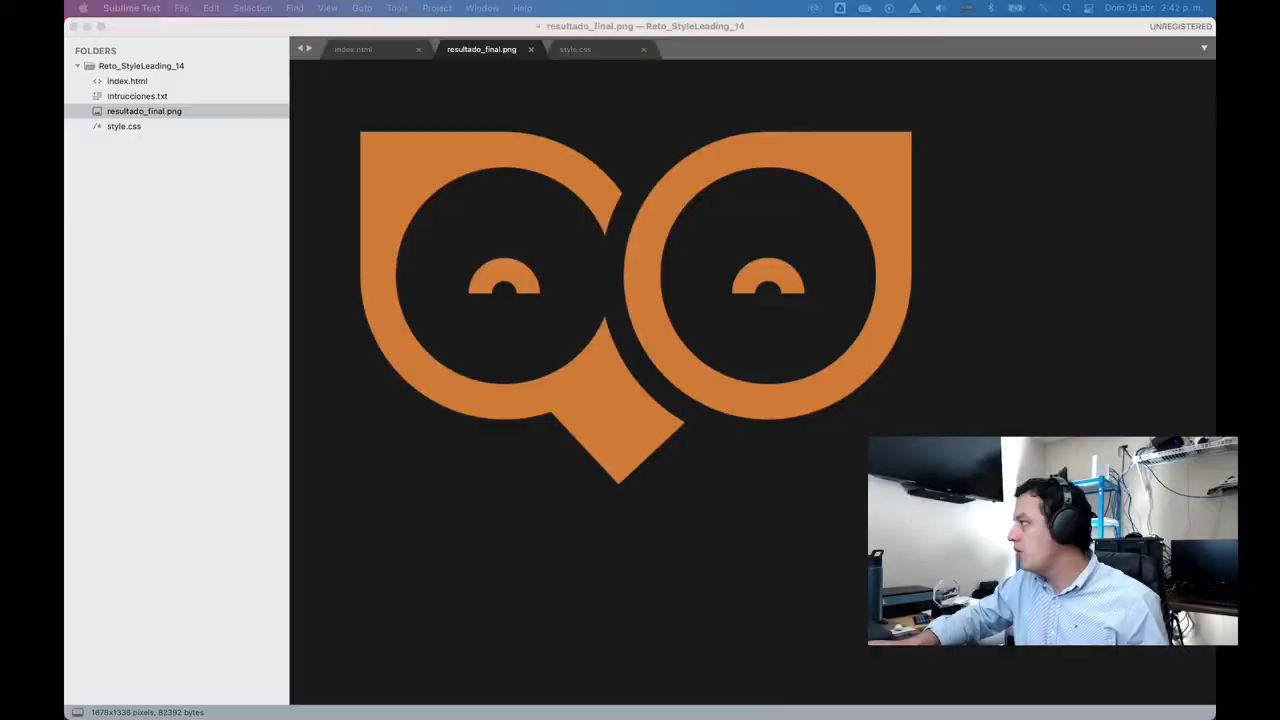 Sublime Text File Edit Selection Find View Goto Tools Project Window Help Dom 25 abr. 2:42 p. m.
resultado_final.png — Reto_StyleLeading_14 UNREGISTERED
FOLDERS
index.html resultado_final.png style.css
Reto_StyleLeading_14
index.html
Intrucciones.txt
resultado_final.png
style.css
1678x1338 pixels, 82392 bytes